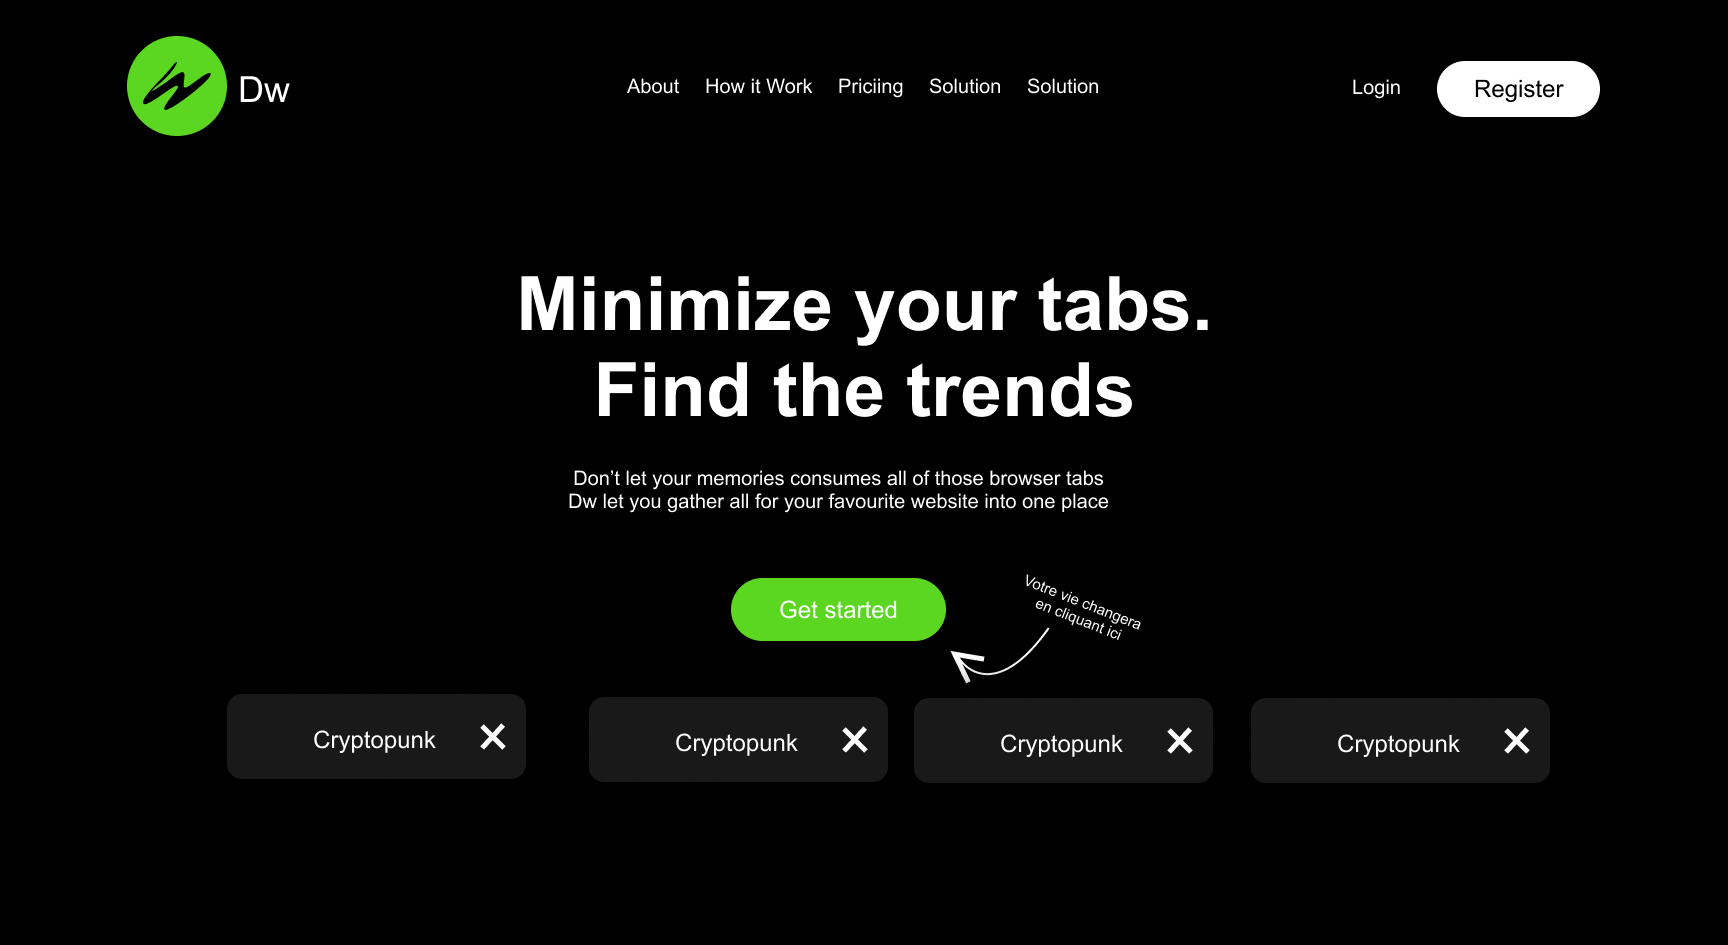 Dw
About How it Work Priciing Solution Solution
Login
Register
Minimize your tabs.
Find the trends
Don’t let your memories consumes all of those browser tabs
Dw let you gather all for your favourite website into one place
Get started
Votre vie changera
en cliquant ici
Cryptopunk
Cryptopunk
Cryptopunk
Cryptopunk